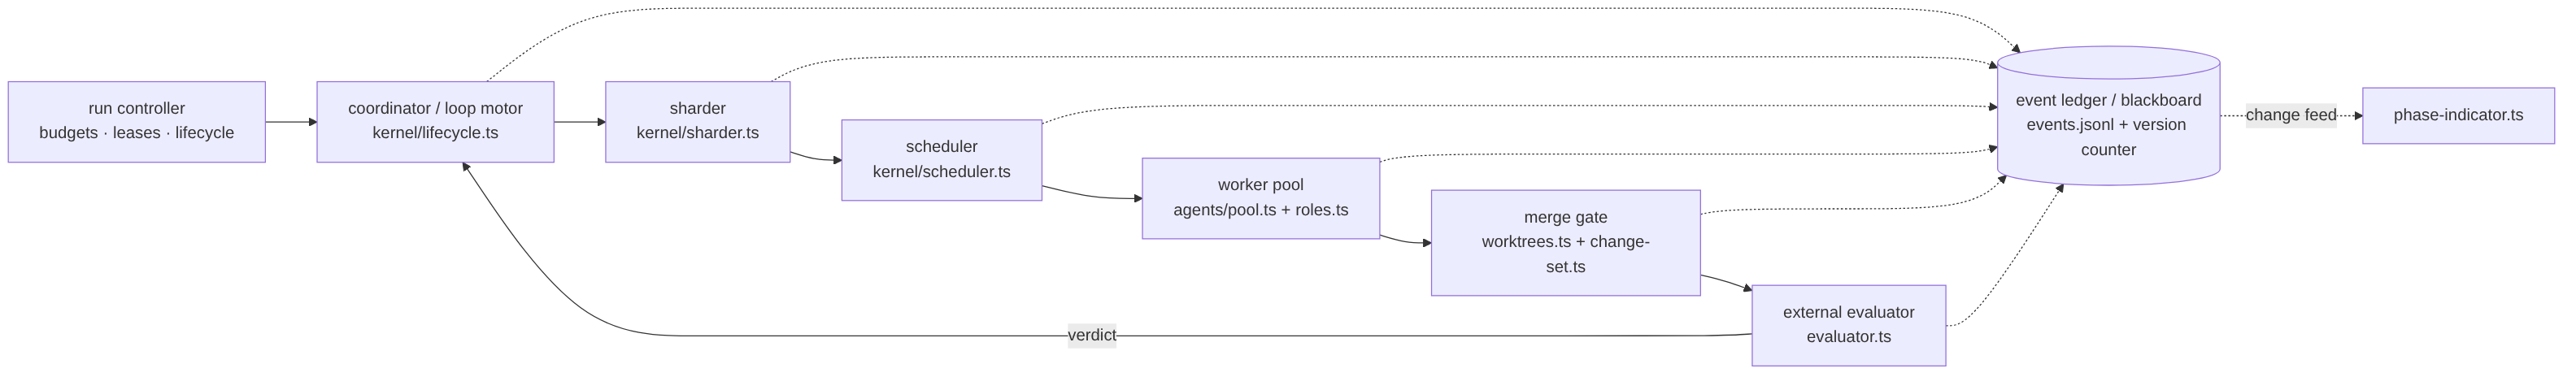 run controller
budgets · leases · lifecycle
coordinator / loop motor
kernel/lifecycle.ts
sharder
kernel/sharder.ts
scheduler
kernel/scheduler.ts
worker pool
agents/pool.ts + roles.ts
merge gate
worktrees.ts + change-
set.ts
external evaluator
evaluator.ts
verdict
event ledger / blackboard
events.jsonl + version
counter
change feed
phase-indicator.ts